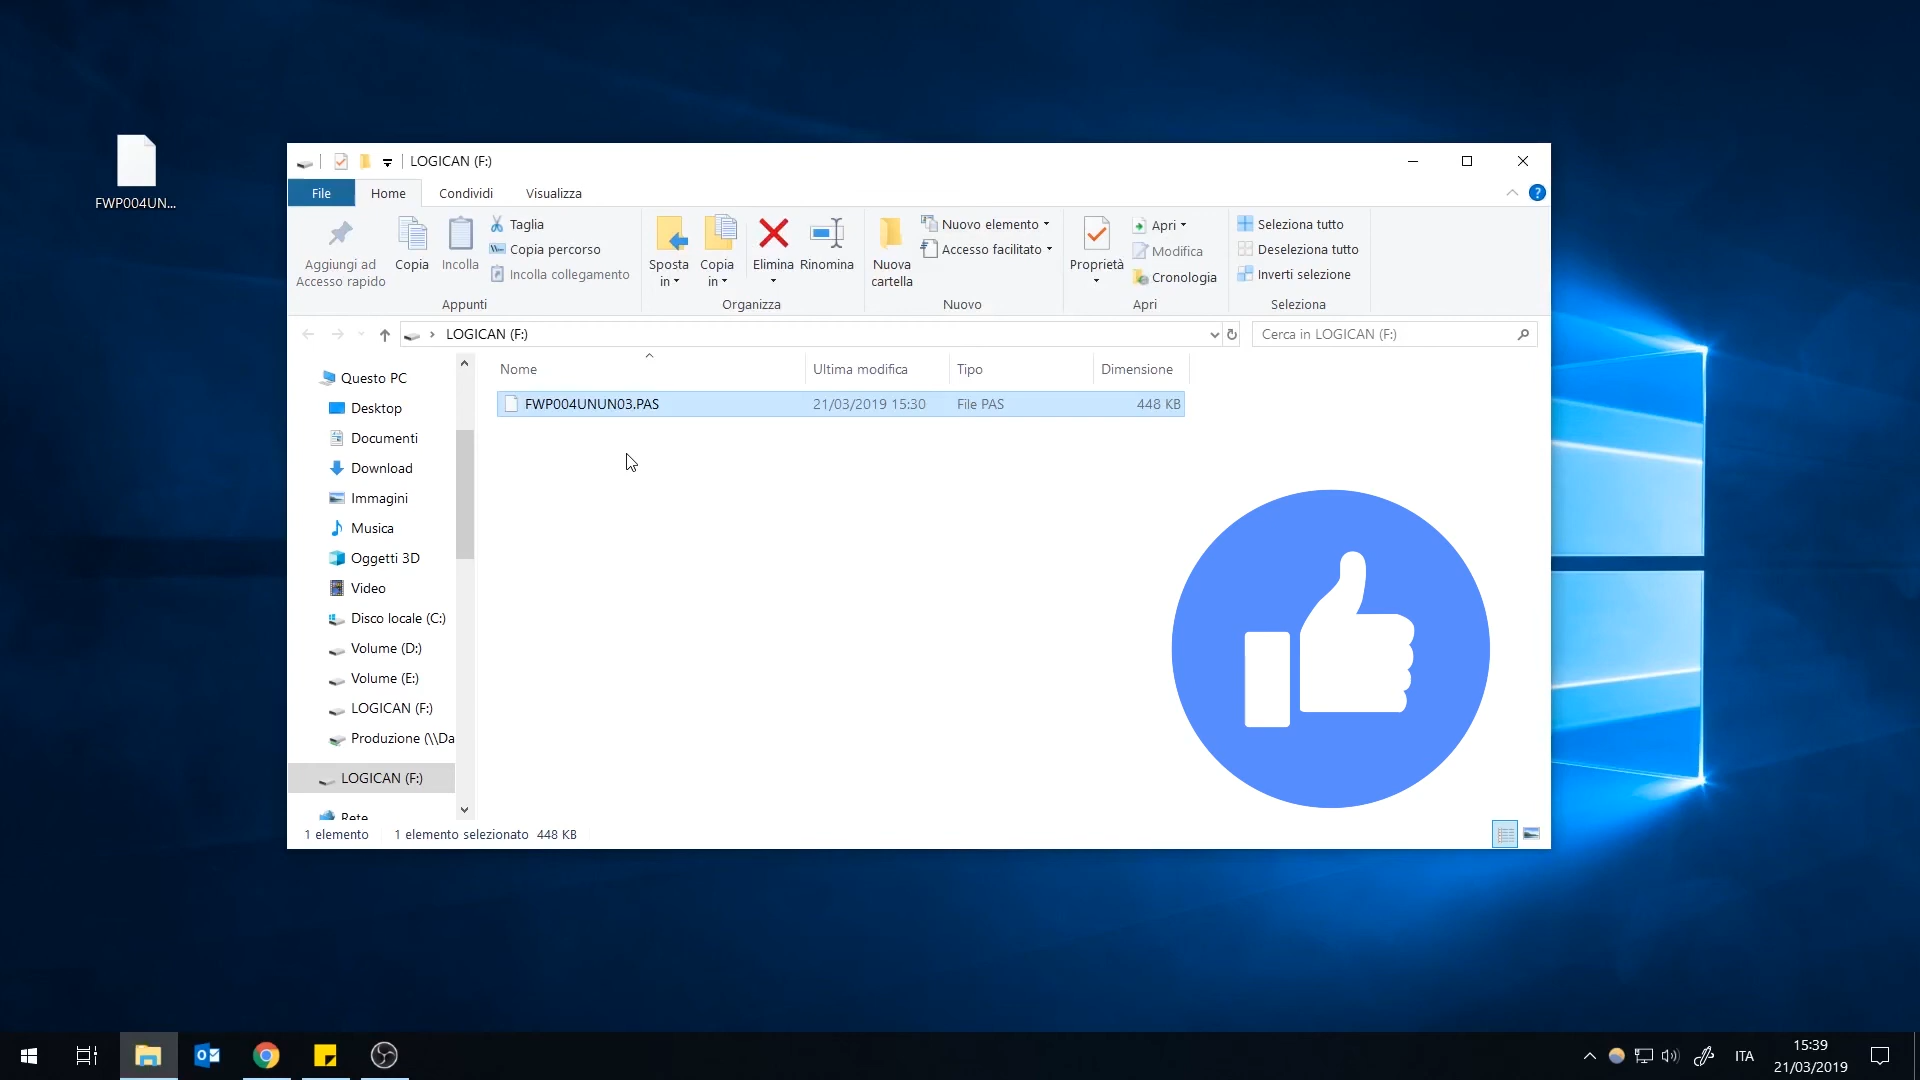 FWP004UN...
LOGICAN (F:)
File
Home
Condividi
Visualizza
Aggiungi ad
Accesso rapido
Copia
Incolla
Taglia
Copia percorso
Incolla collegamento
Appunti
Sposta
in
Copia
in
Elimina
Rinomina
Organizza
Nuova
cartella
Nuovo elemento
Accesso facilitato
Nuovo
Proprietà
Apri
Modifica
Cronologia
Apri
Seleziona tutto
Deseleziona tutto
Inverti selezione
Seleziona
LOGICAN (F:)
Cerca in LOGICAN (F:)
Nome
Ultima modifica
Tipo
Dimensione
FWP004UNUN03.PAS
21/03/2019 15:30
File PAS
448 KB
Questo PC
Desktop
Documenti
Download
Immagini
Musica
Oggetti 3D
Video
Disco locale (C:)
Volume (D:)
Volume (E:)
LOGICAN (F:)
Produzione (\\Da
LOGICAN (F:)
Rete
1 elemento
1 elemento selezionato 448 KB
ITA
15:39
21/03/2019